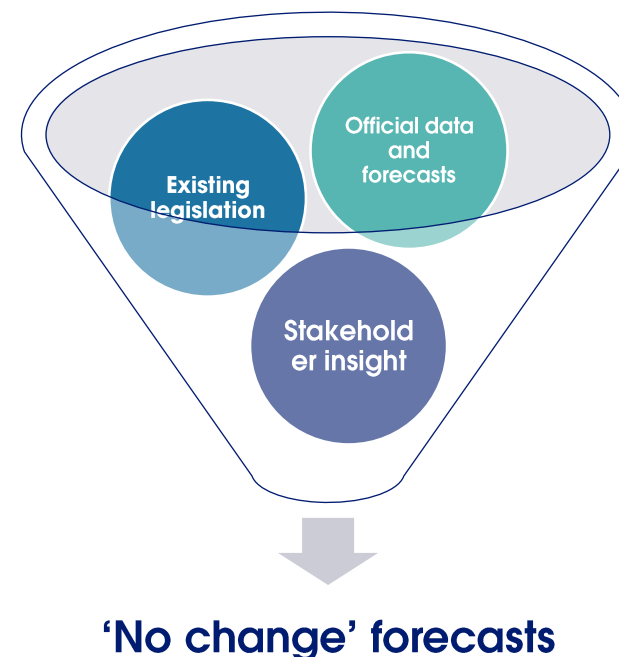 Official data
and
forecasts
Existing
legislation
Stakehold
er insight
‘No change’ forecasts